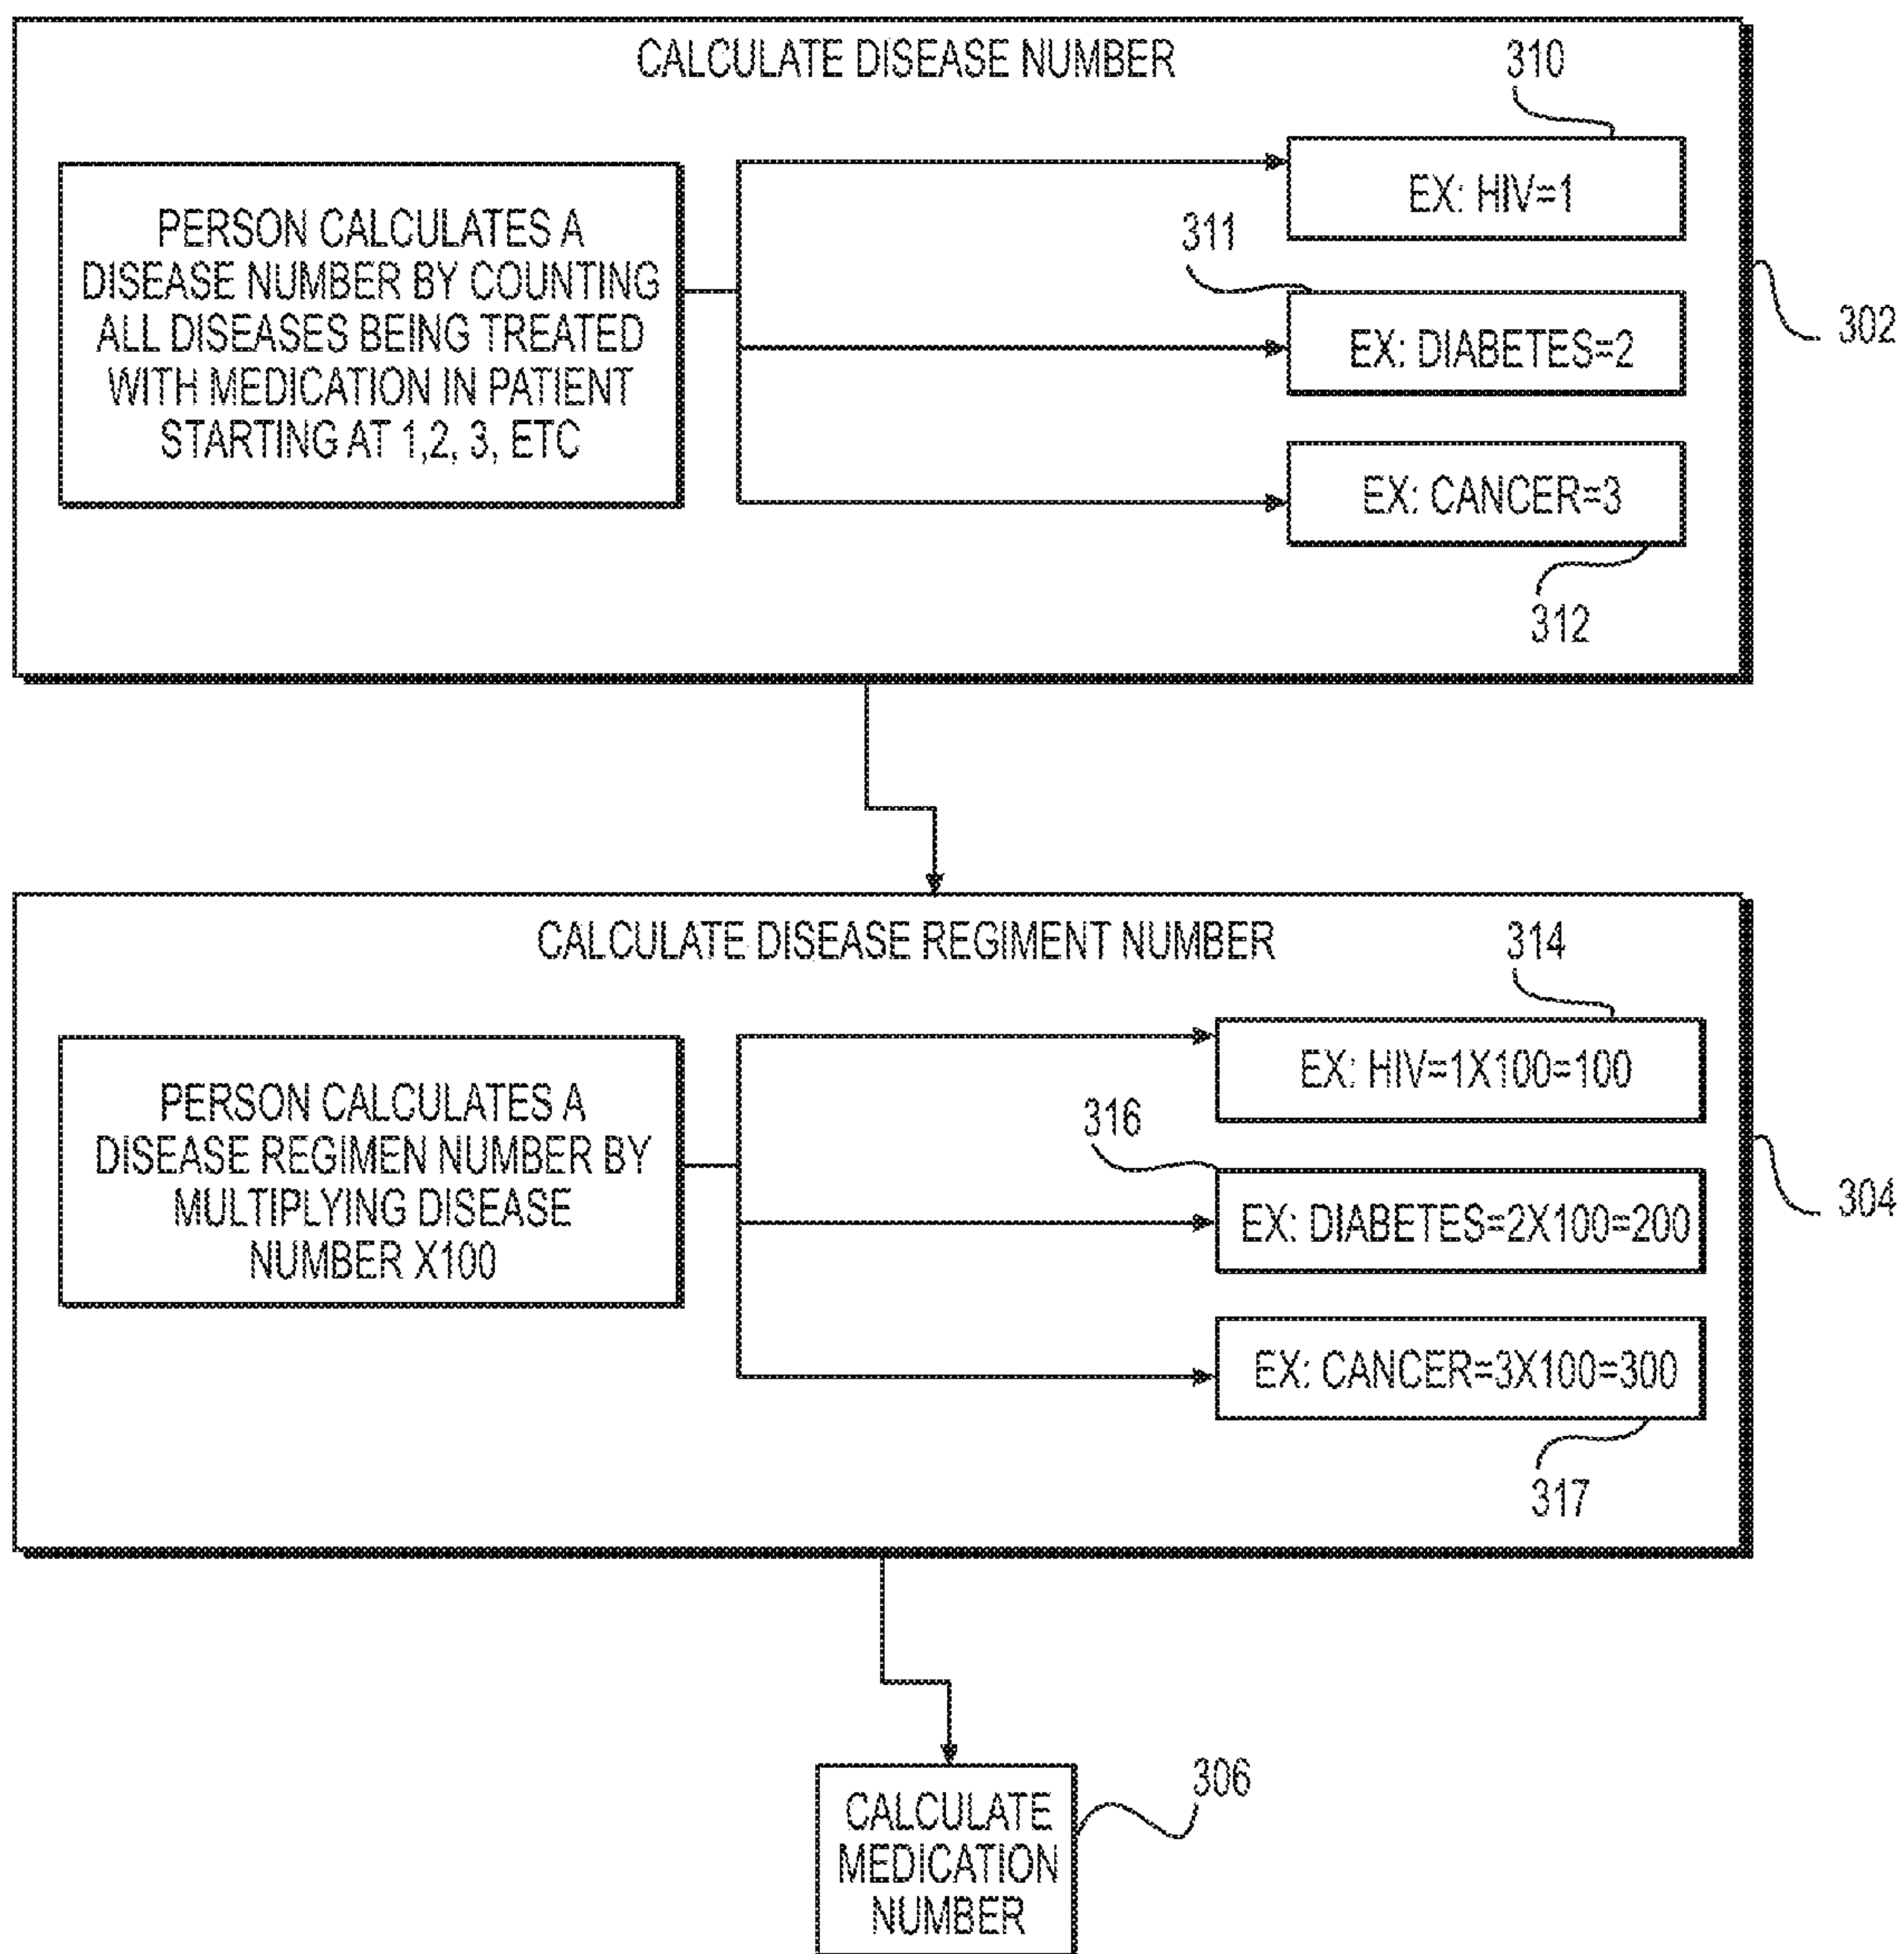 CALCULATE DISEASE NUMBER
310
PERSON CALCULATES A
DISEASE NUMBER BY COUNTING
ALL DISEASES BEING TREATED
WITH MEDICATION IN PATIENT
STARTING AT 1,2, 3, ETC
EX: HIV=1
311
EX: DIABETES=2
302
EX: CANCER=3
312
CALCULATE DISEASE REGIMENT NUMBER
314
PERSON CALCULATES A
DISEASE REGIMEN NUMBER BY
MULTIPLYING DISEASE
NUMBER X100
EX: HIV=1X100=100
316
EX: DIABETES=2X100=200
304
EX: CANCER=3X100=300
317
306
CALCULATE
MEDICATION
NUMBER